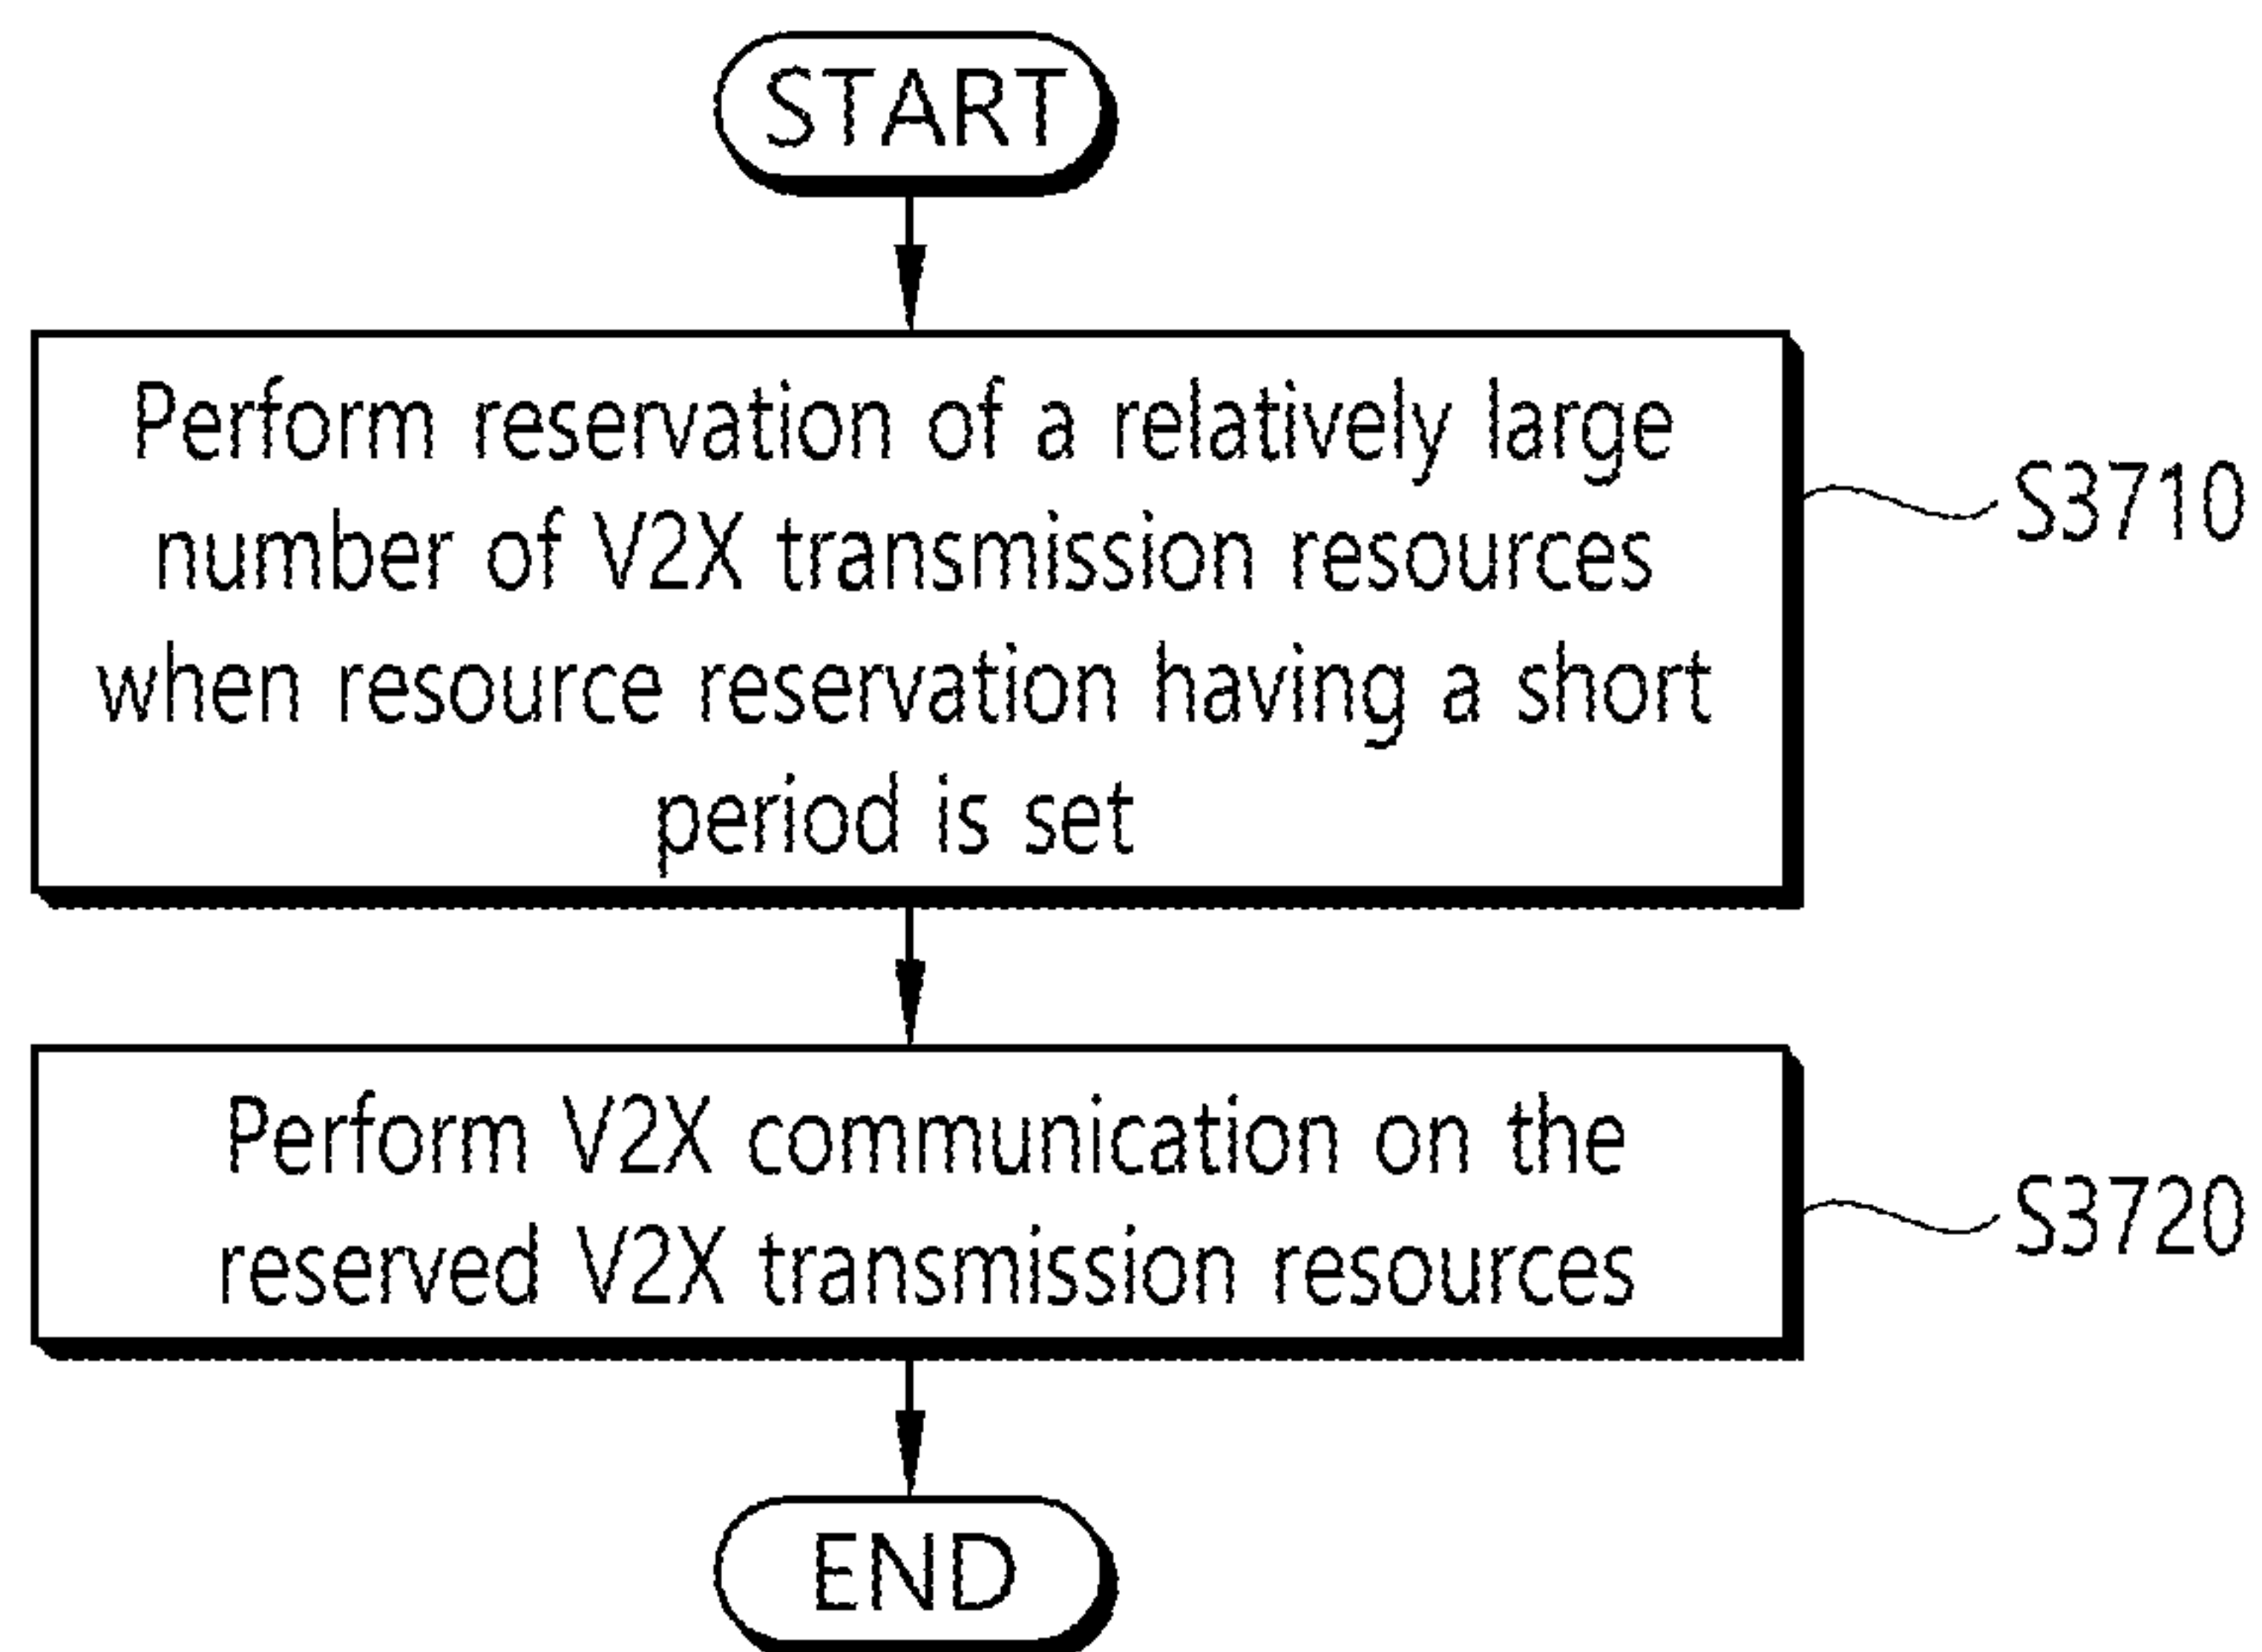 START
Perform reservation of a relatively large
number of V2X transmission resources
when resource reservation having a short
period is set
S3710
Perform V2X communication on the
reserved V2X transmission resources
S3720
END